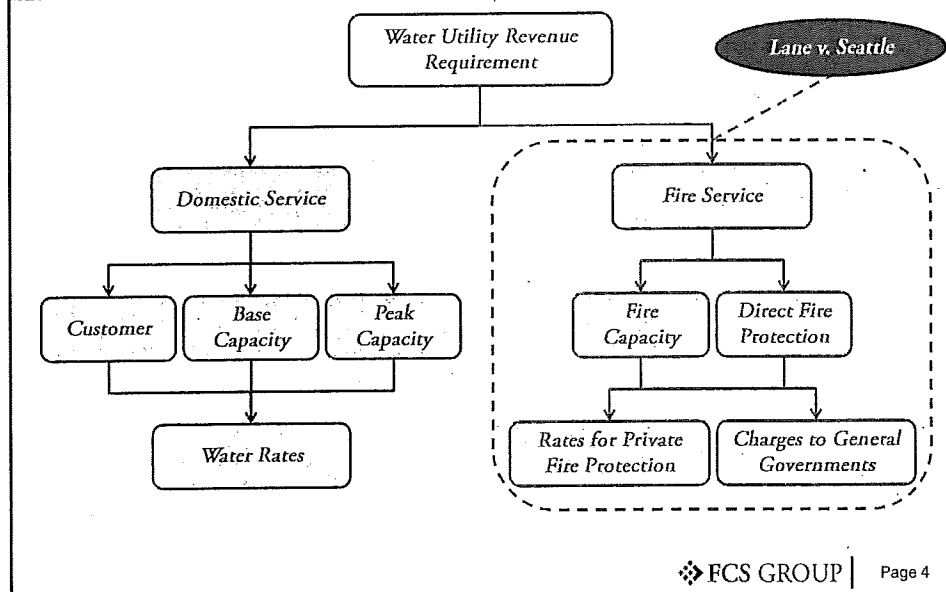 Water Utility Revenue
Requirement
Lane v. Seattle
Domestic Service
Fire Service
Customer
Base
Capacity
Peak
Capacity
Fire
Capacity
Direct Fire
Protection
Water Rates
Rates for Private
Fire Protection
Charges to General
Governments
FCS GROUP
Page 4